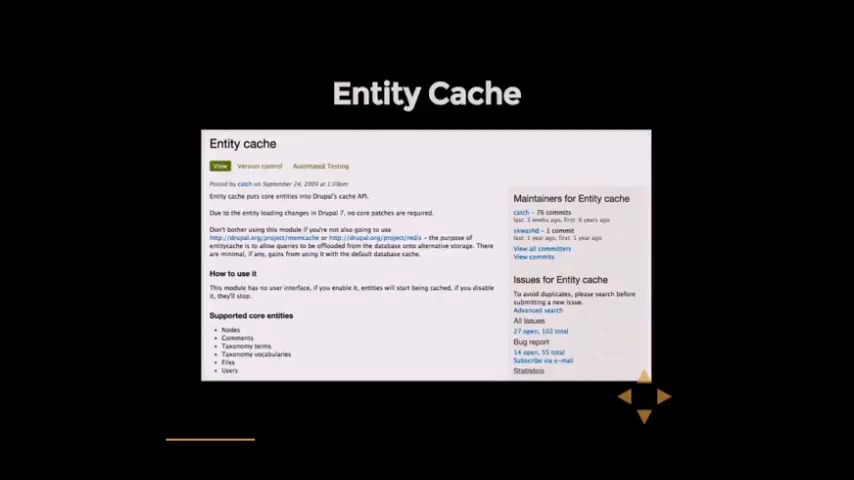 Entity Cache
Entity cache
View Version control Automated Testing
Posted by catch on September 24, 2009 at 1:09pm
Entity cache puts core entities into Drupal's cache API.
Due to the entity loading changes in Drupal 7, no core patches are required.
Don't bother using this module if you're not also going to use
http://drupal.org/project/memcache or http://drupal.org/project/redis – the purpose of
entitycache is to allow queries to be offloaded from the database onto alternative storage. There
are minimal, if any, gains from using it with the default database cache.
How to use it
This module has no user interface, if you enable it, entities will start being cached, if you disable
it, they'll stop.
Supported core entities
• Nodes
• Comments
• Taxonomy terms
• Taxonomy vocabularies
• Files
• Users
Maintainers for Entity cache
catch – 76 commits
last: 3 weeks ago, first: 6 years ago
skwashd – 1 commit
last: 1 year ago, first: 1 year ago
View all committers
View commits
Issues for Entity cache
To avoid duplicates, please search before
submitting a new issue.
Advanced search
All issues
27 open, 102 total
Bug report
14 open, 55 total
Subscribe via e-mail
Statistics